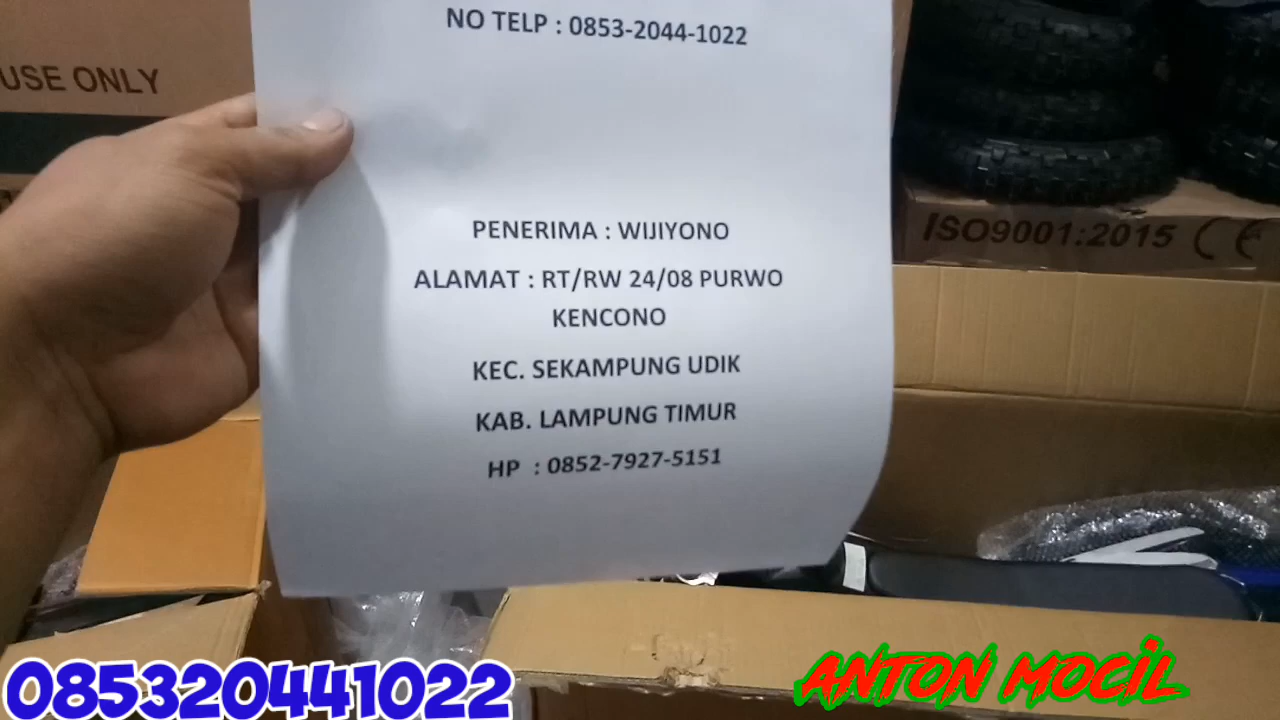 NO TELP : 0853-2044-1022
USE ONLY
PENERIMA : WIJIYONO
ISO9001:2015 CE
ALAMAT : RT/RW 24/08 PURWO
KENCONO
KEC. SEKAMPUNG UDIK
KAB. LAMPUNG TIMUR
HP : 0852-7927-5151
085320441022
ANTON MOCIL